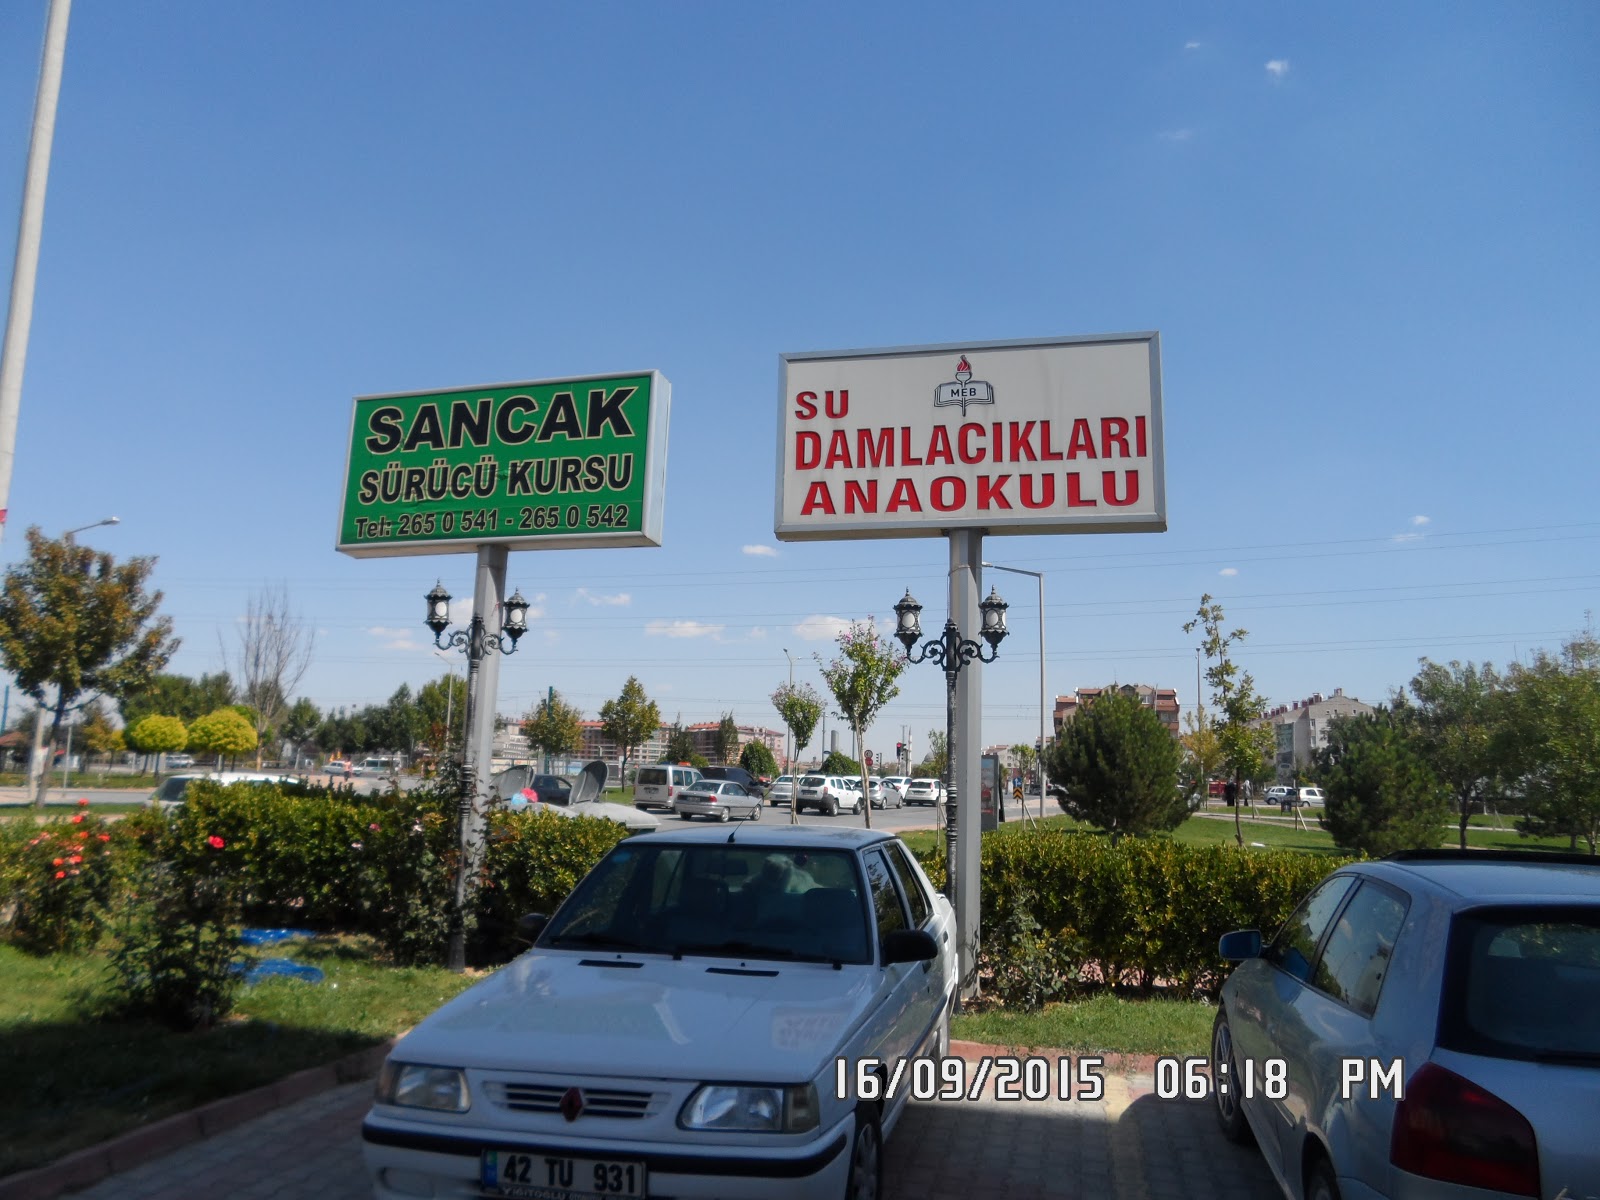 SANCAK
SÜRÜCÜ KURSU
Tel: 265 0 541 - 265 0 542
MEB
SU
DAMLACIKLARI
ANAOKULU
16/09/2015 06:18 PM
42 TU 931